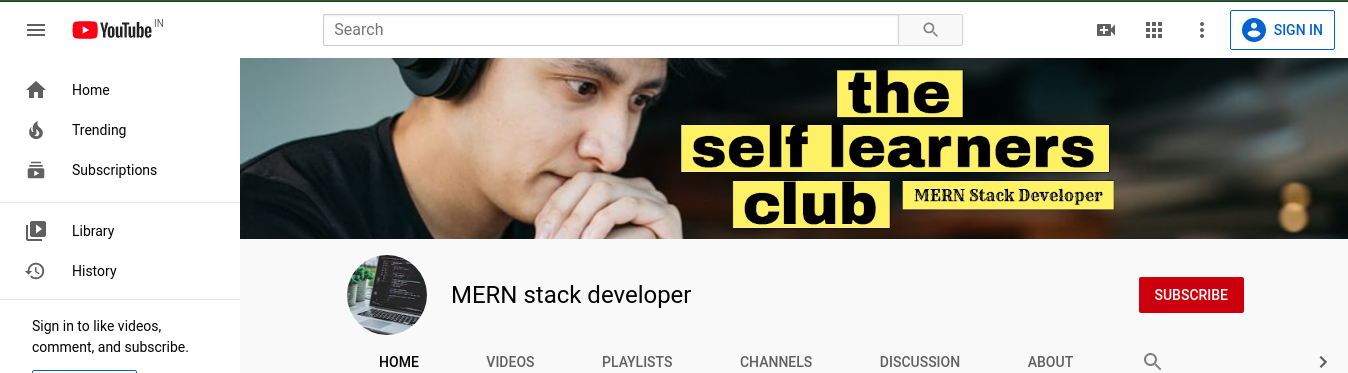 YouTube IN
Search
SIGN IN
Home
Trending
Subscriptions
Library
History
Sign in to like videos,
comment, and subscribe.
the
self learners
club
MERN Stack Developer
MERN stack developer
SUBSCRIBE
HOME VIDEOS PLAYLISTS CHANNELS DISCUSSION ABOUT